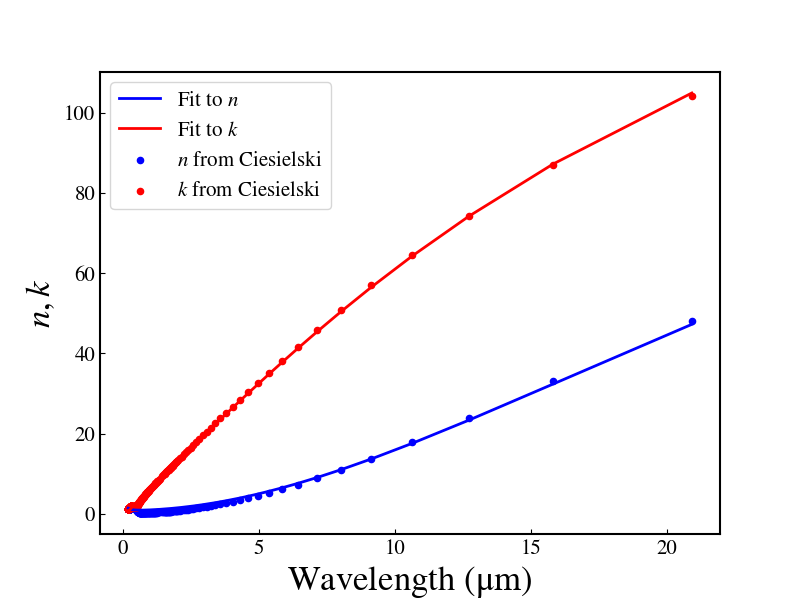 Fit to n
Fit to k
n from Ciesielski
k from Ciesielski
100
80
60
40
20
0
n, k
0 5 10 15 20
Wavelength (μm)